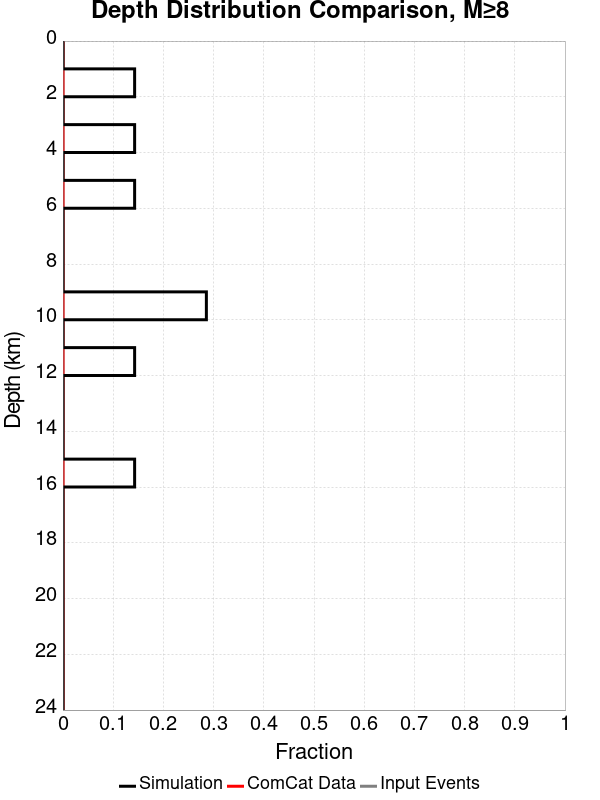 Depth Distribution Comparison, M≥8
0
2
4
6
8
10
12
14
16
18
20
22
24
Depth (km)
0 0.1 0.2 0.3 0.4 0.5 0.6 0.7 0.8 0.9 1
Fraction
Simulation ComCat Data Input Events